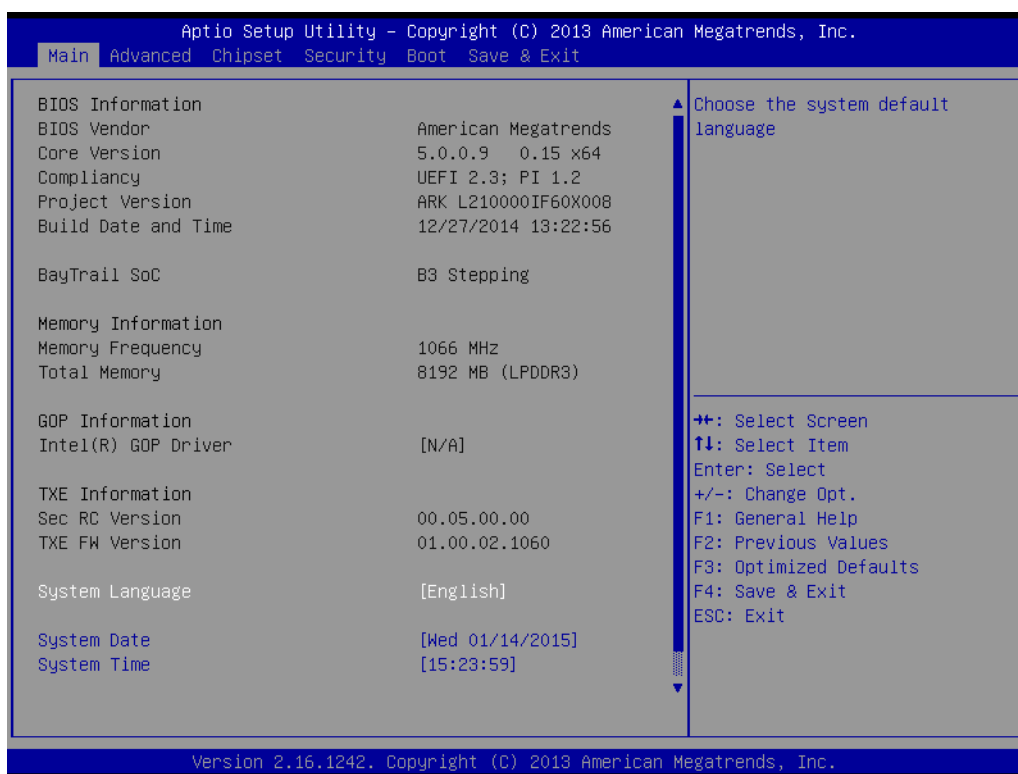 Aptio Setup Utility – Copyright (C) 2013 American Megatrends, Inc.
Main Advanced Chipset Security Boot Save & Exit
BIOS Information
BIOS Vendor American Megatrends
Core Version 5.0.0.9 0.15 x64
Compliancy UEFI 2.3; PI 1.2
Project Version ARK L210000IF60X008
Build Date and Time 12/27/2014 13:22:56
BayTrail SoC B3 Stepping
Memory Information
Memory Frequency 1066 MHz
Total Memory 8192 MB (LPDDR3)
GOP Information
Intel(R) GOP Driver [N/A]
TXE Information
Sec RC Version 00.05.00.00
TXE FW Version 01.00.02.1060
System Language [English]
System Date [Wed 01/14/2015]
System Time [15:23:59]
Choose the system default
language
→←: Select Screen
↑↓: Select Item
Enter: Select
+/-: Change Opt.
F1: General Help
F2: Previous Values
F3: Optimized Defaults
F4: Save & Exit
ESC: Exit
Version 2.16.1242. Copyright (C) 2013 American Megatrends, Inc.